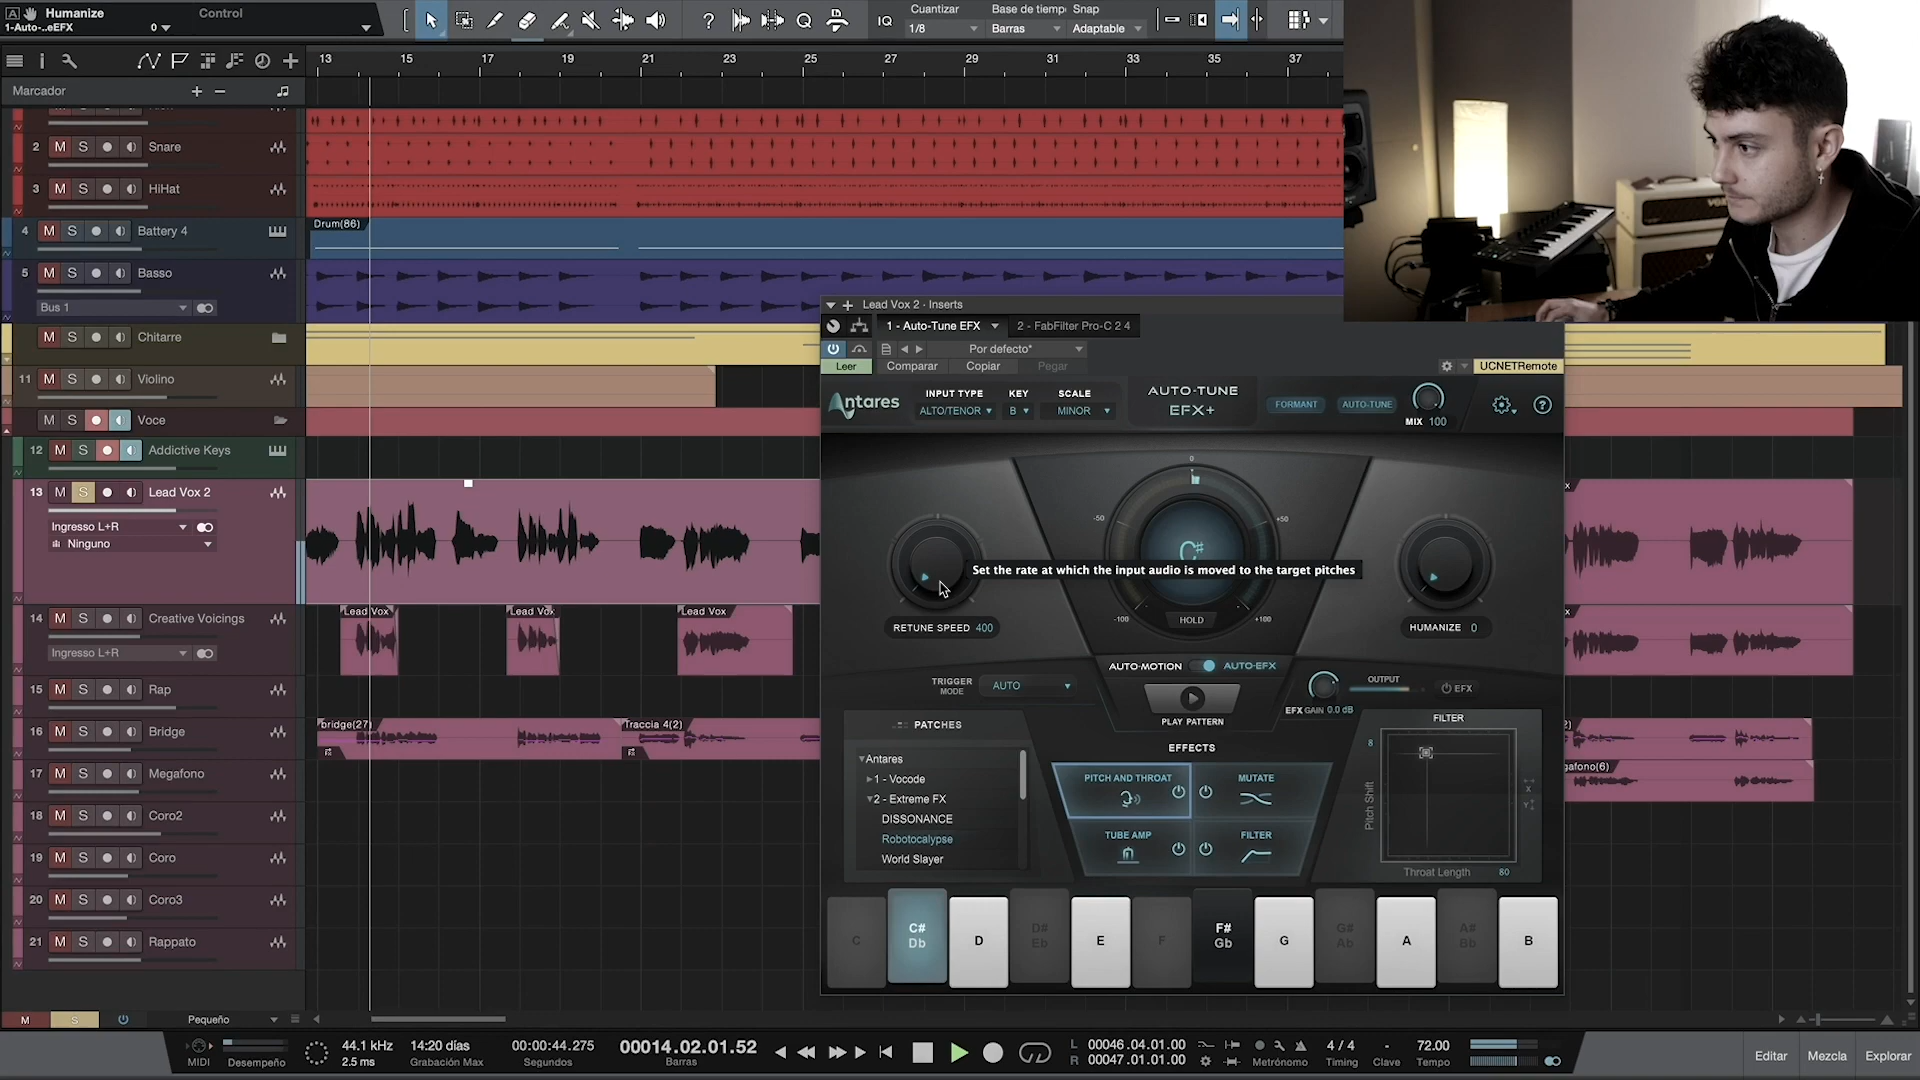 Humanize
1-Auto-..eEFX
0
Control
IQ
Cuantizar
1/8
Base de tiemp
Barras
Snap
Adaptable
13 15 17 19 21 23 25 27 29 31 33 35 37
Marcador
2 M S Snare
3 M S HiHat
4 M S Battery 4
Drum(86)
5 M S Basso
Bus 1
M S Chitarre
11 M S Violino
M S Voce
12 M S Addictive Keys
13 M S Lead Vox 2
Ingresso L+R
Ninguno
14 M S Creative Voicings
Ingresso L+R
Lead Vox
Lead Vox
Lead Vox
15 M S Rap
16 M S Bridge
bridge(27)
Traccia 4(2)
17 M S Megafono
gafono(6)
18 M S Coro2
19 M S Coro
20 M S Coro3
21 M S Rappato
Lead Vox 2 - Inserts
1 - Auto-Tune EFX
2 - FabFilter Pro-C 2 4
Por defecto*
Leer
Comparar
Copiar
Pegar
UCNETRemote
Antares
INPUT TYPE
ALTO/TENOR
KEY
B
SCALE
MINOR
AUTO-TUNE
EFX+
FORMANT
AUTO-TUNE
MIX 100
0
-50
+50
C#
Set the rate at which the input audio is moved to the target pitches
-100
+100
HOLD
RETUNE SPEED 400
HUMANIZE 0
AUTO-MOTION
AUTO-EFX
TRIGGER
MODE
AUTO
PLAY PATTERN
EFX GAIN 0.0 dB
OUTPUT
EFX
PATCHES
Antares
1 - Vocode
2 - Extreme FX
DISSONANCE
Robotocalypse
World Slayer
EFFECTS
PITCH AND THROAT
MUTATE
TUBE AMP
FILTER
FILTER
8
Pitch Shift
X
Y
Throat Length 80
C
C#
Db
D
D#
Eb
E
F
F#
Gb
G
G#
Ab
A
A#
Bb
B
M S Pequeño
MIDI
Desempeño
44.1 kHz
2.5 ms
14:20 días
Grabación Max
00:00:44.275
Segundos
00014.02.01.52
Barras
L 00046.04.01.00
R 00047.01.01.00
Metrónomo
4 / 4
Timing
-
Clave
72.00
Tempo
Editar
Mezcla
Explorar